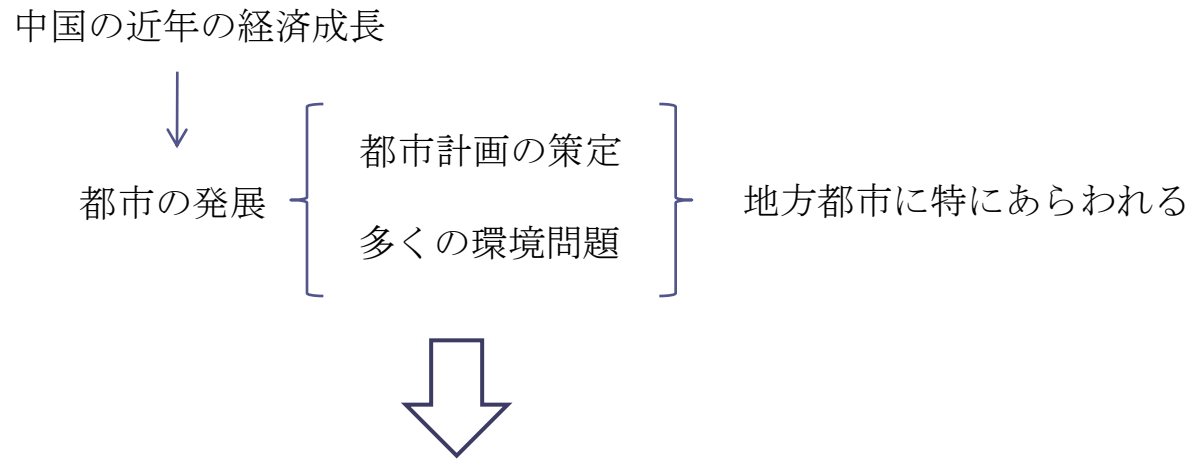 中国の近年の経済成長
都市計画の策定
都市の発展
地方都市に特にあらわれる
多くの環境問題